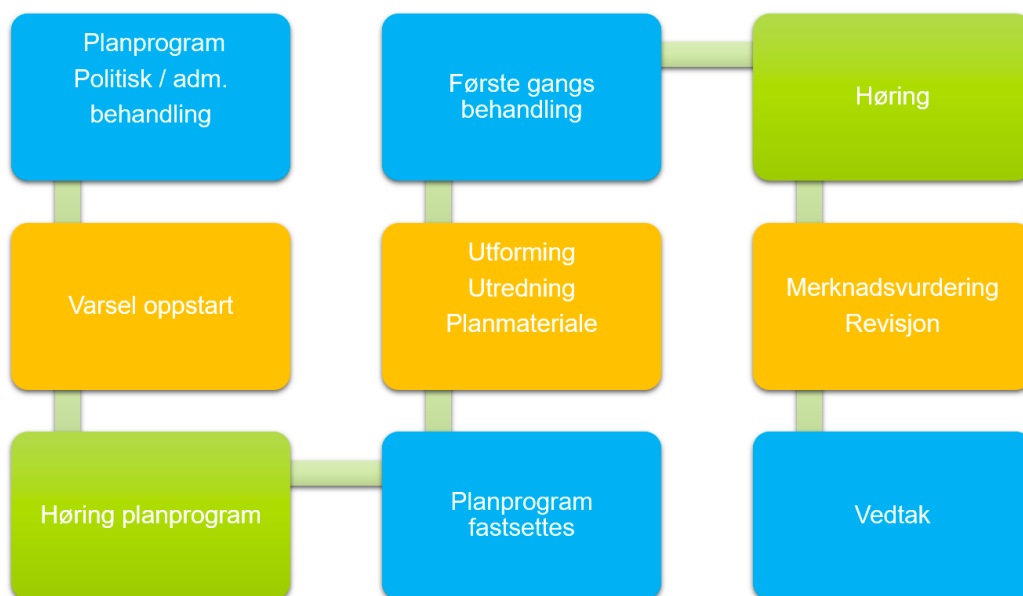 Planprogram
Politisk / adm.
behandling
Varsel oppstart
Høring planprogram
Planprogram
fastsettes
Utforming
Utredning
Planmateriale
Første gangs
behandling
Høring
Merknadsvurdering
Revisjon
Vedtak